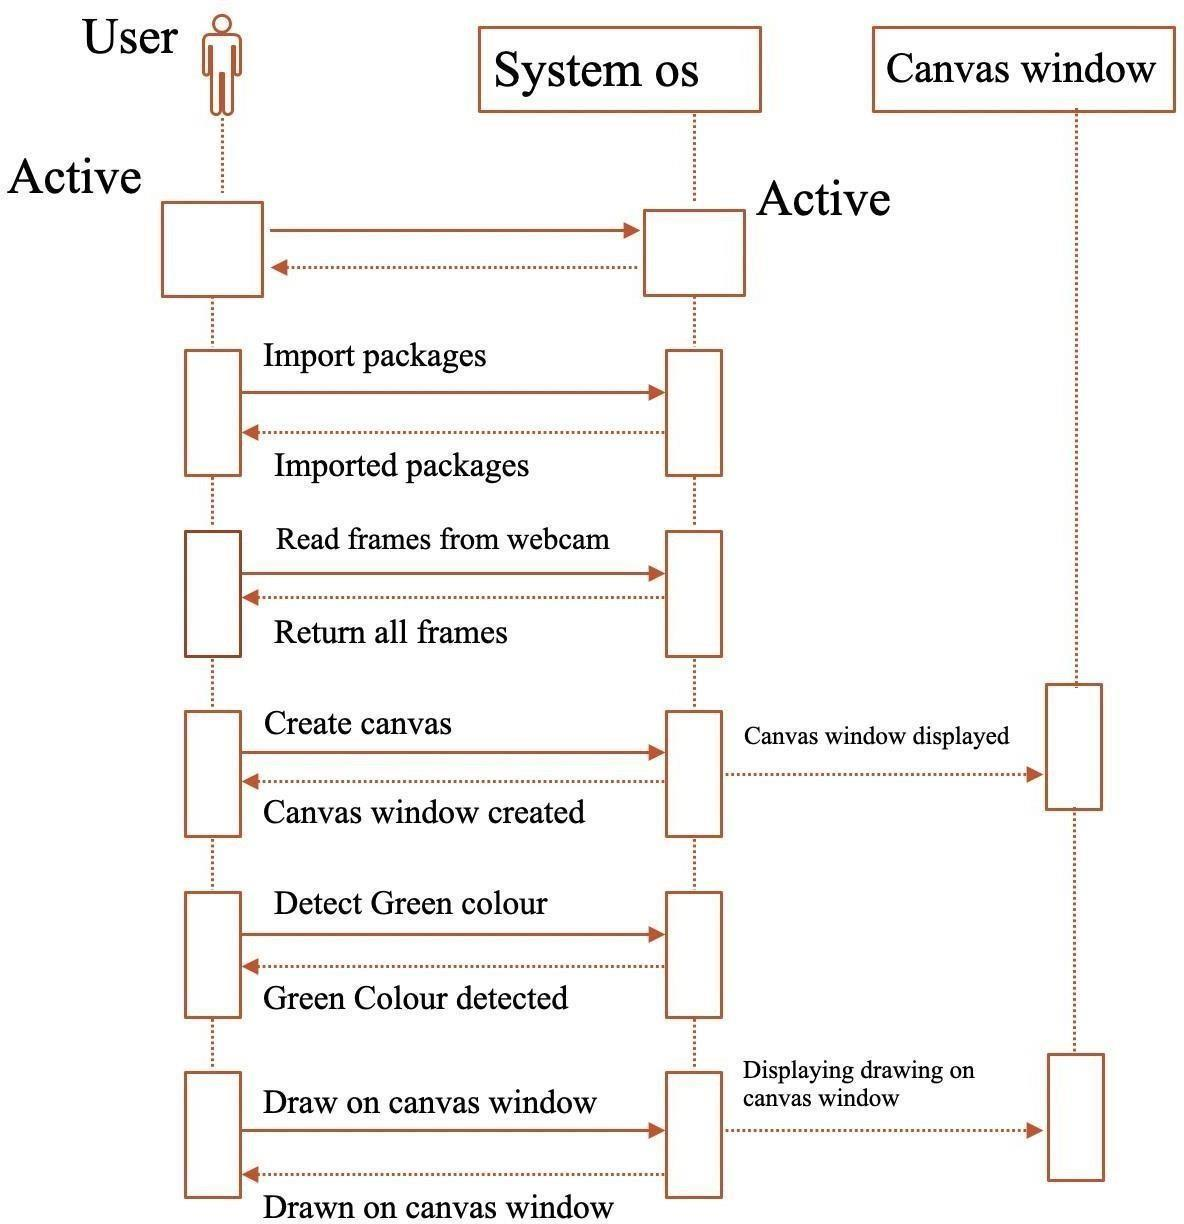 User
System os
Canvas window
Active
Active
Import packages
Imported packages
Read frames from webcam
Return all frames
Create canvas
Canvas window displayed
Canvas window created
Detect Green colour
Green Colour detected
Displaying drawing on
canvas window
Draw on canvas window
Drawn on canvas window